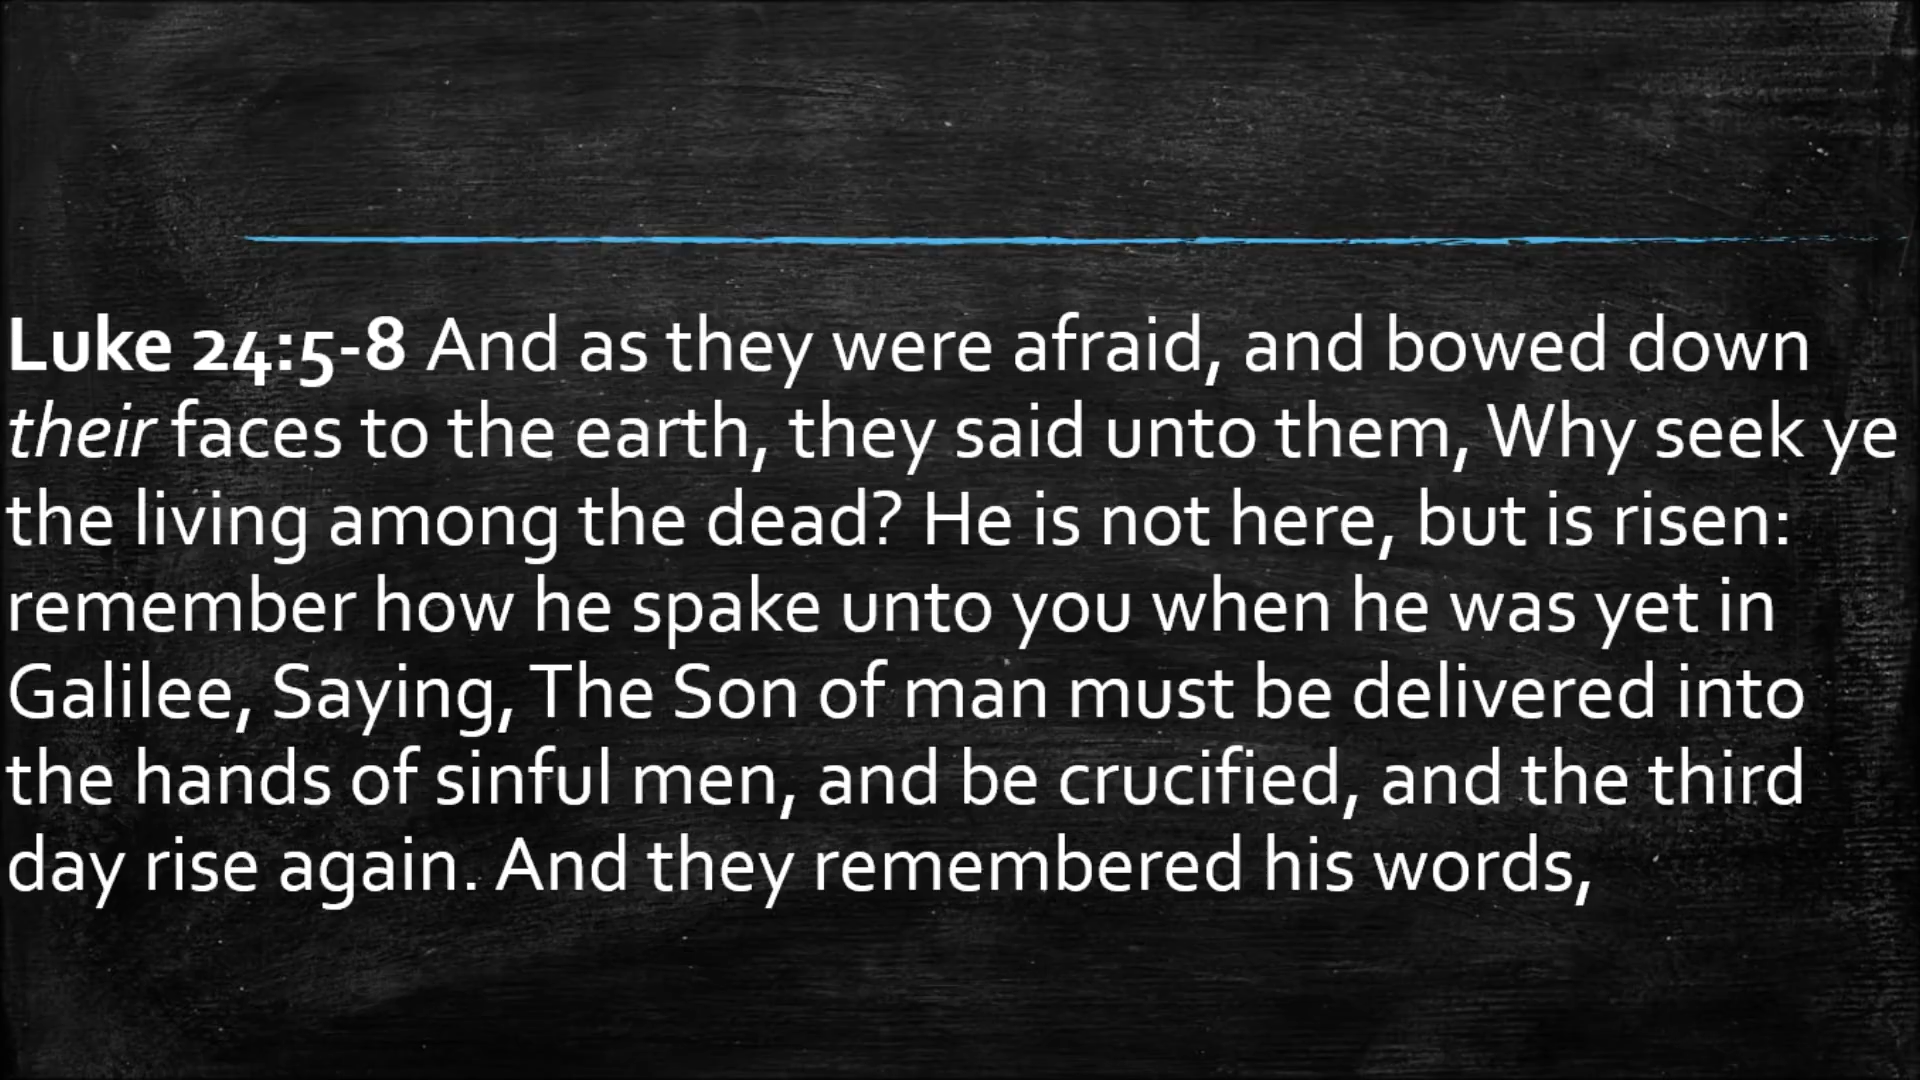 Luke 24:5-8 And as they were afraid, and bowed down
their faces to the earth, they said unto them, Why seek ye
the living among the dead? He is not here, but is risen:
remember how he spake unto you when he was yet in
Galilee, Saying, The Son of man must be delivered into
the hands of sinful men, and be crucified, and the third
day rise again. And they remembered his words,